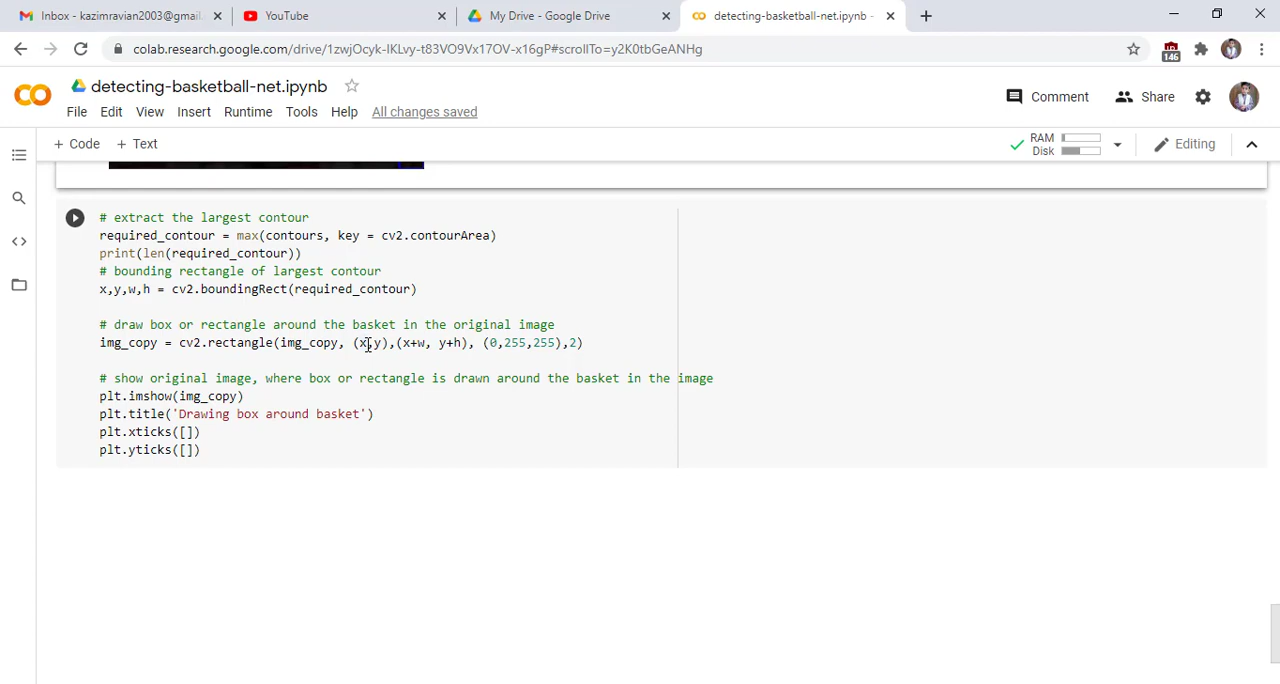 Inbox - kazimravian2003@gmail.
YouTube
My Drive - Google Drive
detecting-basketball-net.ipynb -
colab.research.google.com/drive/1zwjOcyk-IKLvy-t83VO9Vx17OV-x16gP#scrollTo=y2K0tbGeANHg
146
detecting-basketball-net.ipynb
Comment
Share
File Edit View Insert Runtime Tools Help All changes saved
+ Code + Text
RAM
Disk
Editing
# extract the largest contour
required_contour = max(contours, key = cv2.contourArea)
print(len(required_contour))
# bounding rectangle of largest contour
x,y,w,h = cv2.boundingRect(required_contour)
# draw box or rectangle around the basket in the original image
img_copy = cv2.rectangle(img_copy, (x,y),(x+w, y+h), (0,255,255),2)
# show original image, where box or rectangle is drawn around the basket in the image
plt.imshow(img_copy)
plt.title('Drawing box around basket')
plt.xticks([])
plt.yticks([])